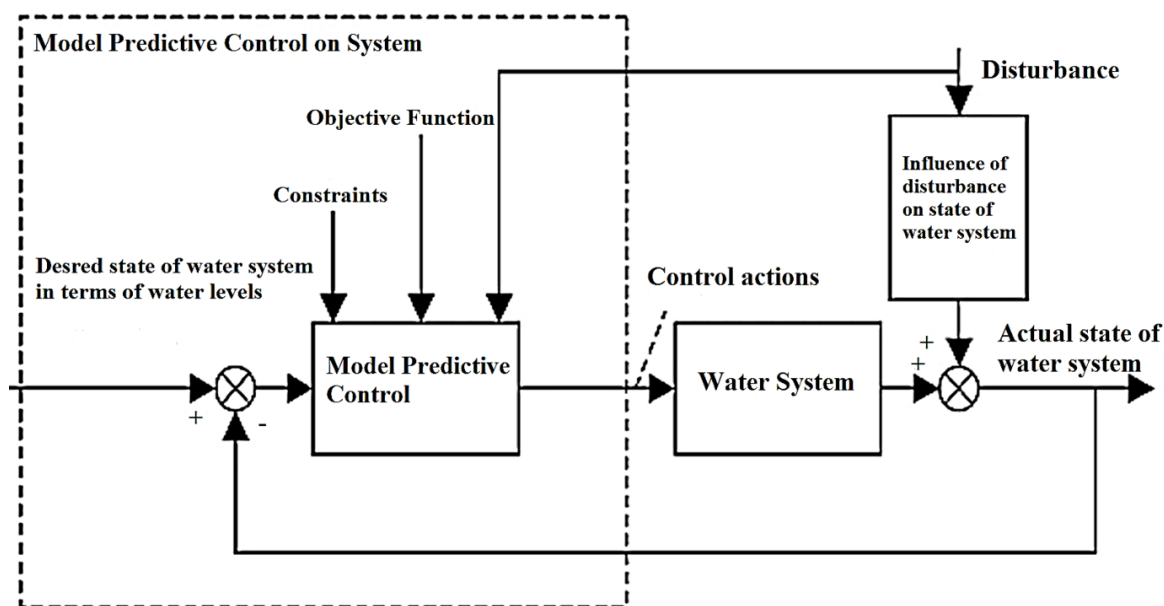 Model Predictive Control on System
Disturbance
Objective Function
Influence of
disturbance
on state of
water system
Constraints
Desred state of water system
in terms of water levels
Control actions
Actual state of
water system
+
+
Model Predictive
Control
Water System
+
-